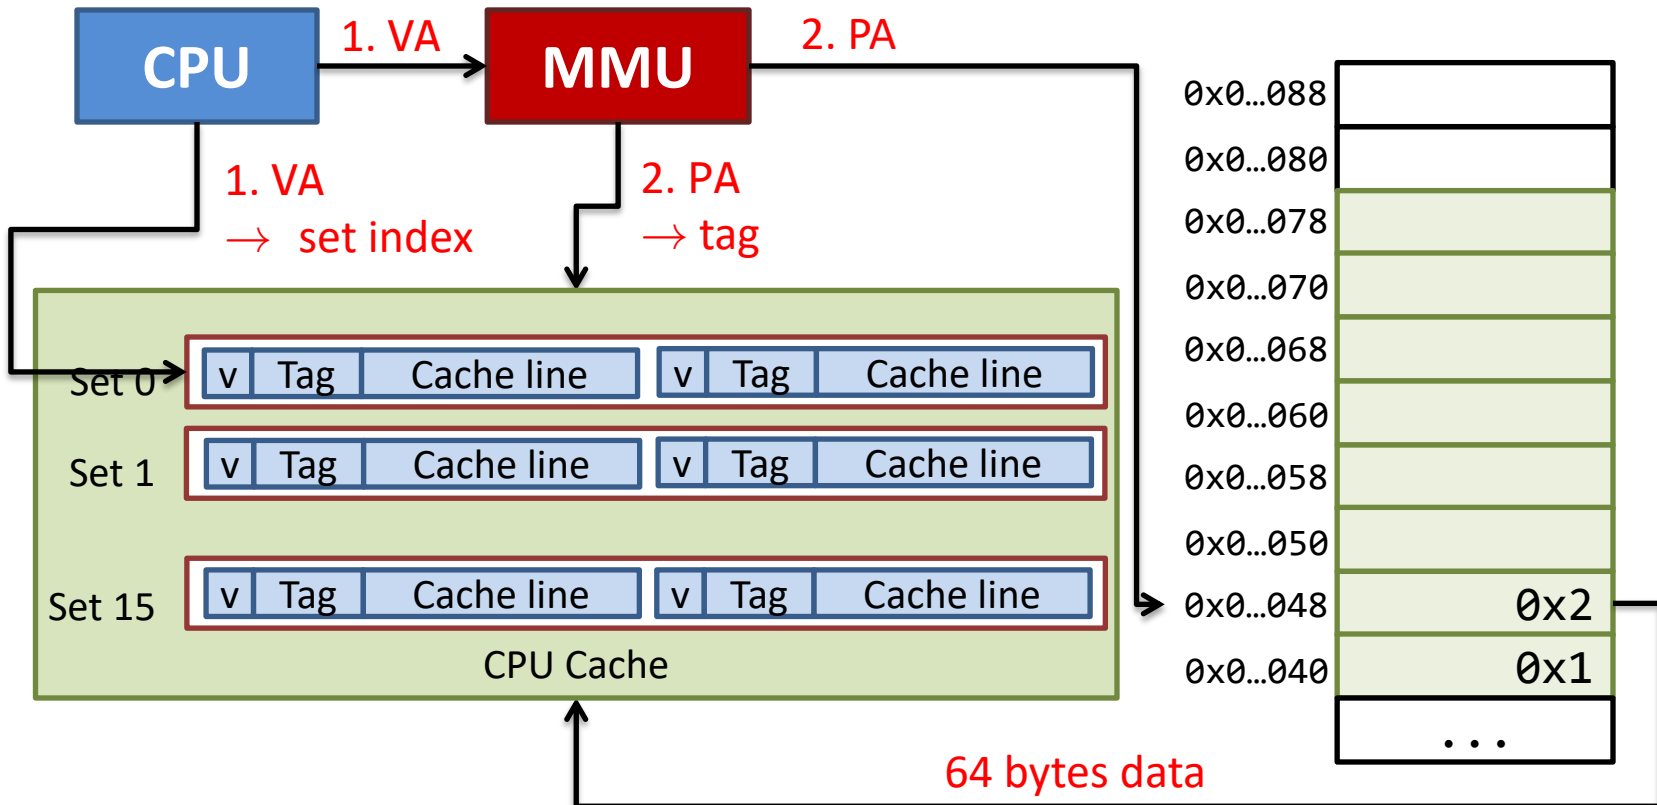 CPU
1. VA
MMU
2. PA
1. VA
→ set index
2. PA
→ tag
Set 0
v Tag Cache line v Tag Cache line
Set 1
v Tag Cache line v Tag Cache line
Set 15
v Tag Cache line v Tag Cache line
CPU Cache
0x0…088
0x0…080
0x0…078
0x0…070
0x0…068
0x0…060
0x0…058
0x0…050
0x0…048 0x2
0x0…040 0x1
...
64 bytes data